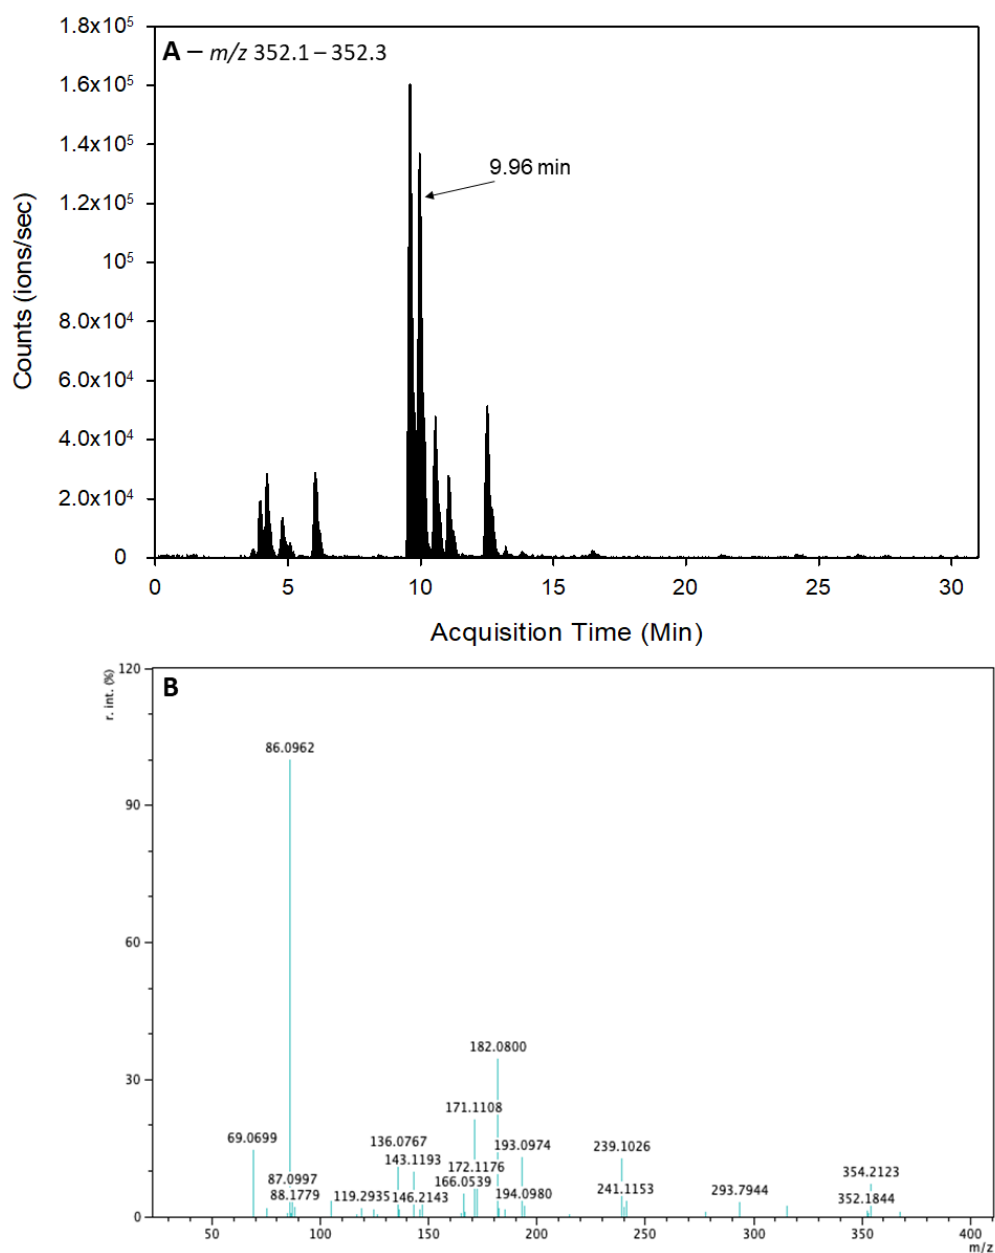 A – m/z 352.1 – 352.3
1.8x10⁵
1.6x10⁵
1.4x10⁵
1.2x10⁵
10⁵
8.0x10⁴
6.0x10⁴
4.0x10⁴
2.0x10⁴
0
Counts (ions/sec)
9.96 min
0 5 10 15 20 25 30
Acquisition Time (Min)
B
r. int. (%)
120
90
60
30
0
86.0962
182.0800
171.1108
69.0699
136.0767
193.0974
239.1026
143.1193
172.1176
354.2123
87.0997
166.0539
88.1779
119.2935
146.2143
194.0980
241.1153
293.7944
352.1844
50 100 150 200 250 300 350 400
m/z